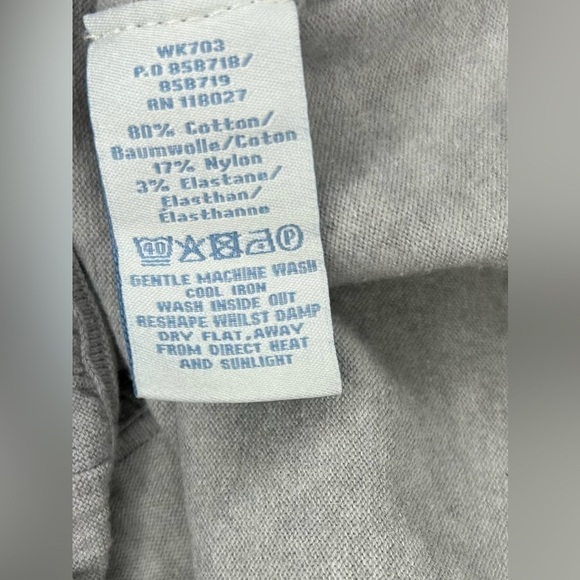 WK703
P.O 858718/
858719
RN 118027
80% Cotton/
Baumwolle/Coton
17% Nylon
3% Elastane/
Elasthan/
Elasthanne
40 P
GENTLE MACHINE WASH
COOL IRON
WASH INSIDE OUT
RESHAPE WHILST DAMP
DRY FLAT,AWAY
FROM DIRECT HEAT
AND SUNLIGHT